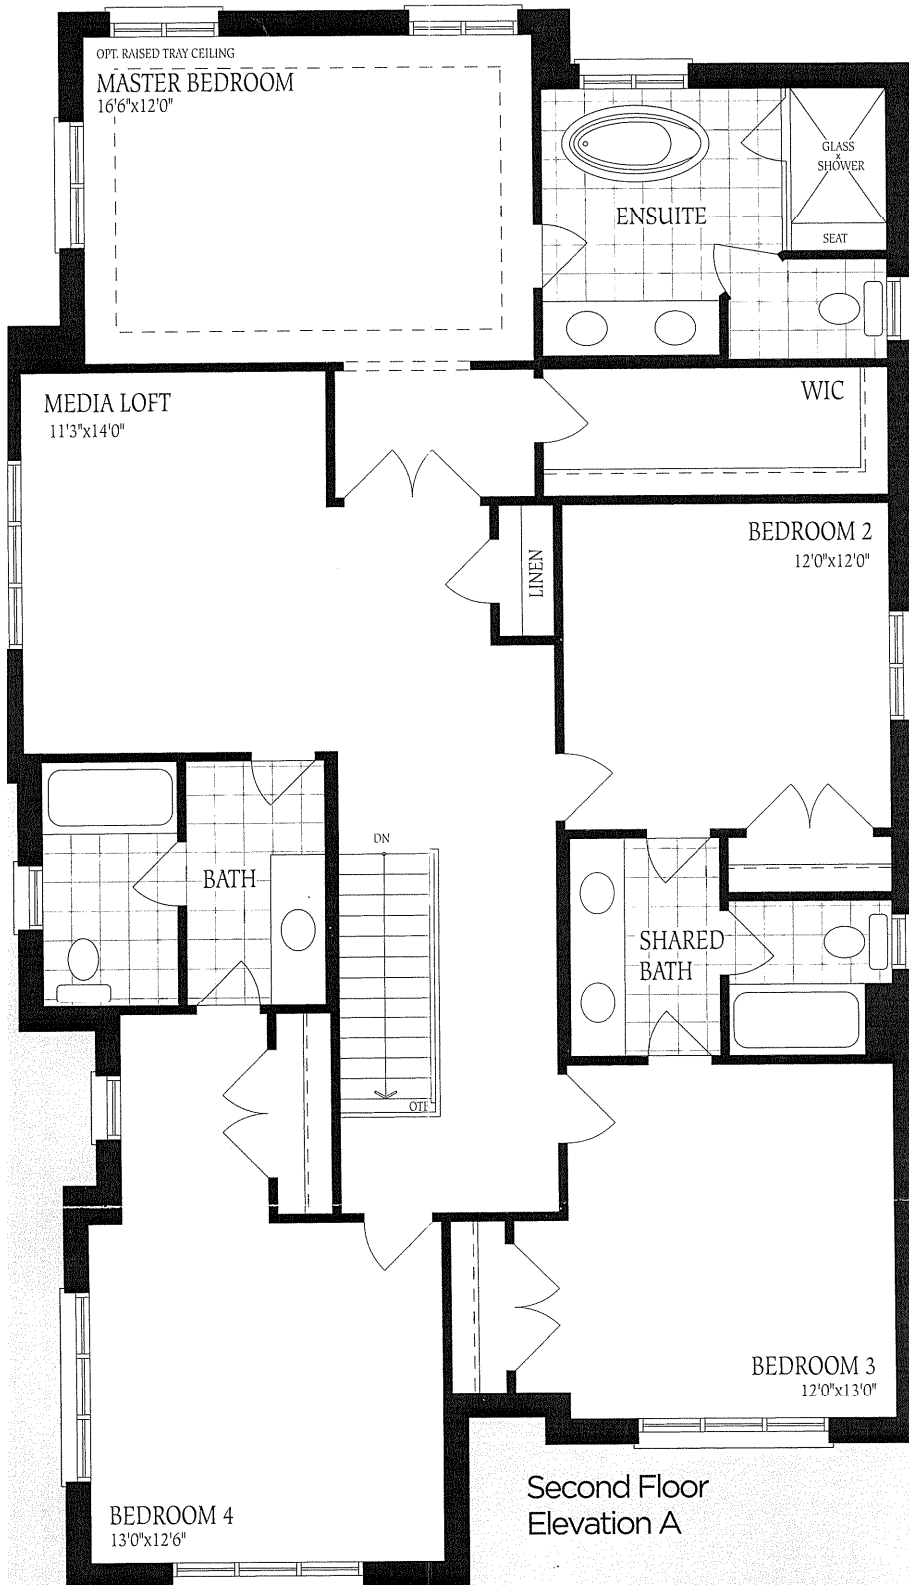 OPT. RAISED TRAY CEILING
MASTER BEDROOM
16'6"x12'0"
GLASS
x
SHOWER
SEAT
ENSUITE
MEDIA LOFT
11'3"x14'0"
WIC
LINEN
BEDROOM 2
12'0"x12'0"
DN
BATH
SHARED
BATH
BEDROOM 3
12'0"x13'0"
BEDROOM 4
13'0"x12'6"
Second Floor
Elevation A